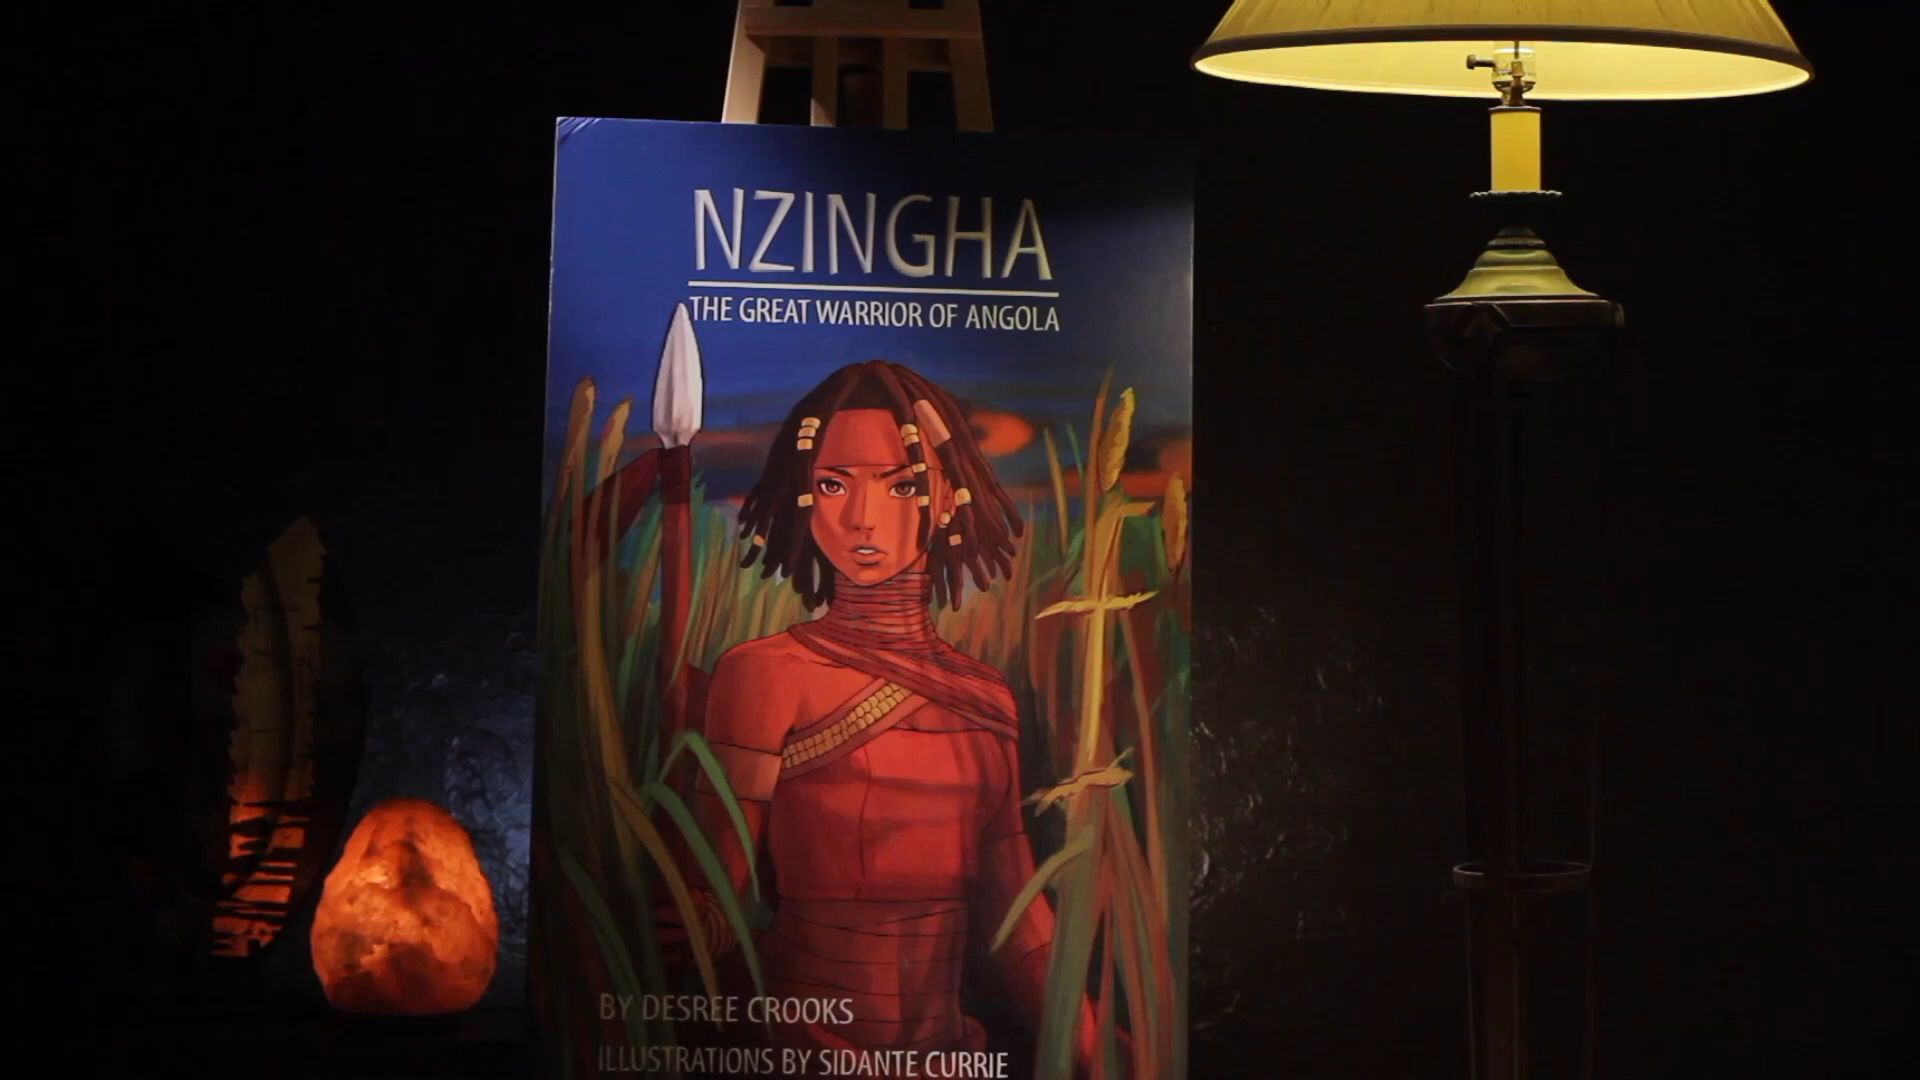 NZINGHA
THE GREAT WARRIOR OF ANGOLA
BY DESREE CROOKS
ILLUSTRATIONS BY SIDANTE CURRIE